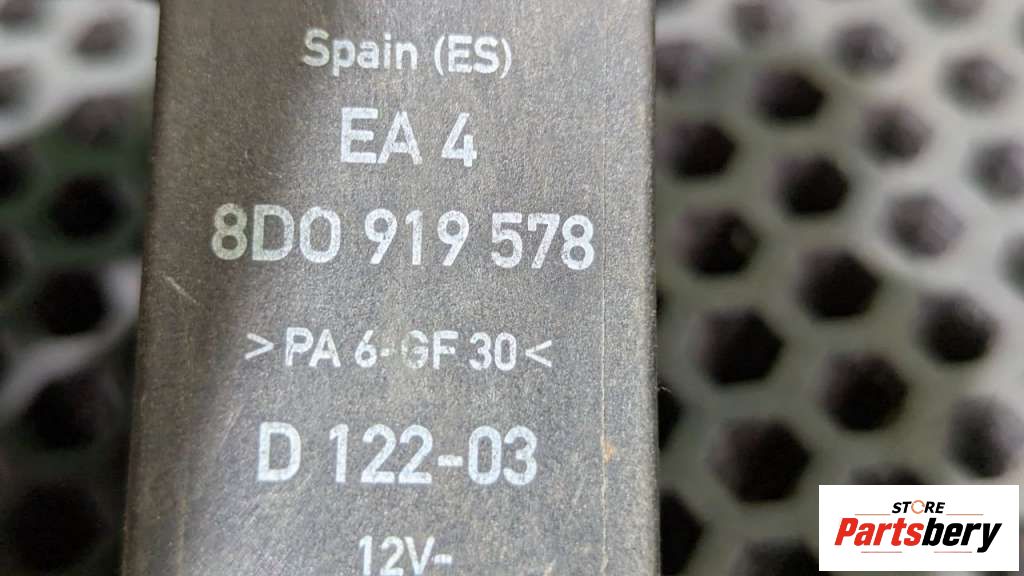 Spain (ES)
EA 4
8D0 919 578
>PA 6-GF 30<
D 122-03
12V-
STORE
Partsbery